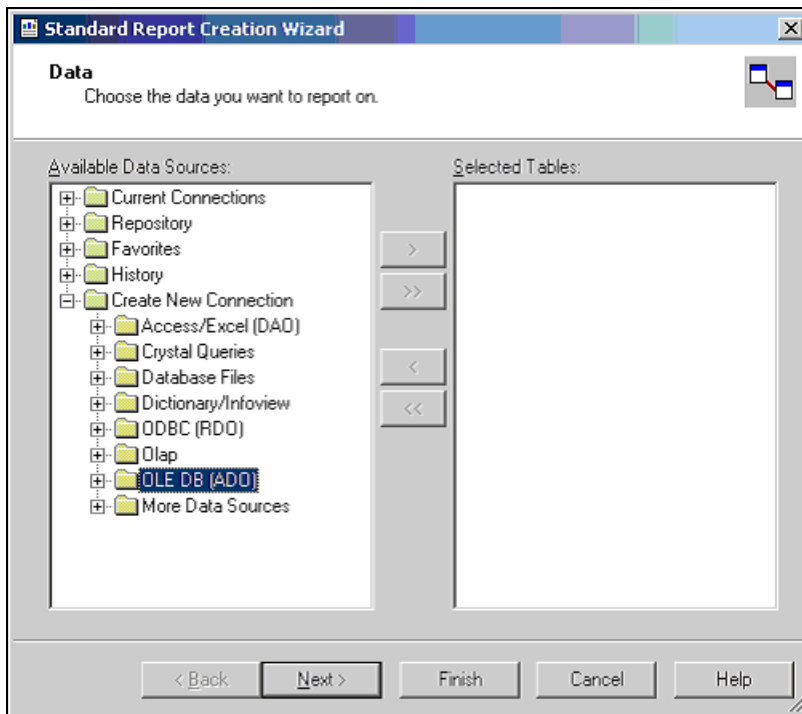 Standard Report Creation Wizard
Data
Choose the data you want to report on.
Available Data Sources:
Selected Tables:
Current Connections
Repository
Favorites
History
Create New Connection
Access/Excel (DAO)
Crystal Queries
Database Files
Dictionary/Infoview
ODBC (RDO)
Olap
OLE DB (ADO)
More Data Sources
>
>>
<
<<
< Back
Next >
Finish
Cancel
Help